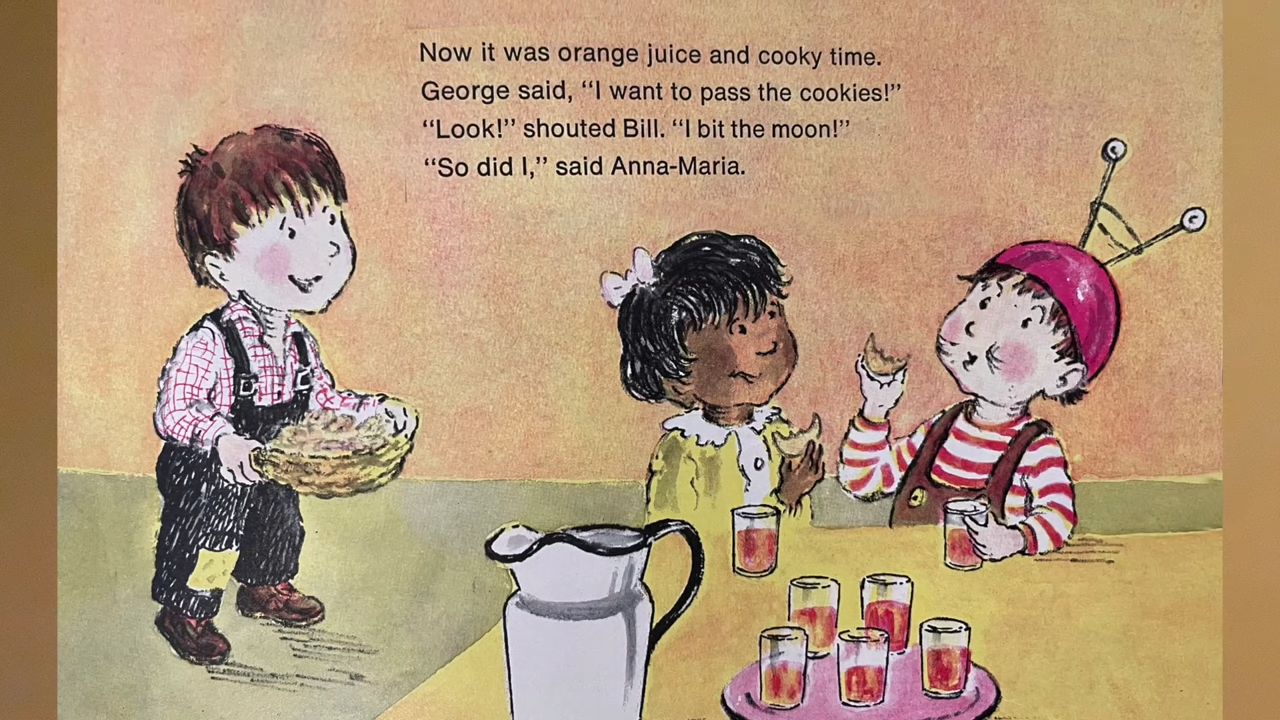 Now it was orange juice and cooky time.
George said, “I want to pass the cookies!”
“Look!” shouted Bill. “I bit the moon!”
“So did I,” said Anna-Maria.